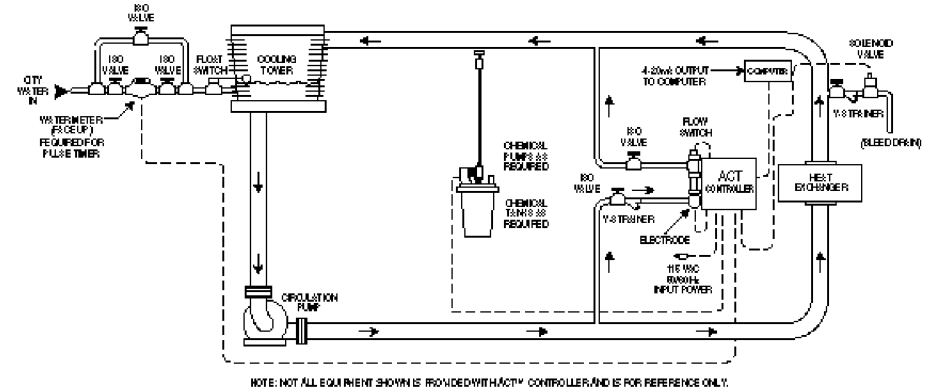 ISO
VALVE
ISO
VALVE
ISO
VALVE
FLOAT
SWITCH
COOLING
TOWER
CITY
WATER
IN
WATERMETER
(FACE UP)
REQUIRED FOR
PULSE TIMER
CHEMICAL
PUMPS AS
REQUIRED
CHEMICAL
TANKS AS
REQUIRED
4-20mA OUTPUT
TO COMPUTER
COMPUTER
SOLENOID
VALVE
Y-STRAINER
(BLEED DRAIN)
FLOW
SWITCH
ISO
VALVE
ISO
VALVE
ACT
CONTROLLER
HEAT
EXCHANGER
Y-STRAINER
ELECTRODE
115 VAC
50/60Hz
INPUT POWER
CIRCULATION
PUMP
NOTE: NOT ALL EQUIPMENT SHOWN IS PROVIDED WITH ACT™ CONTROLLER AND IS FOR REFERENCE ONLY.